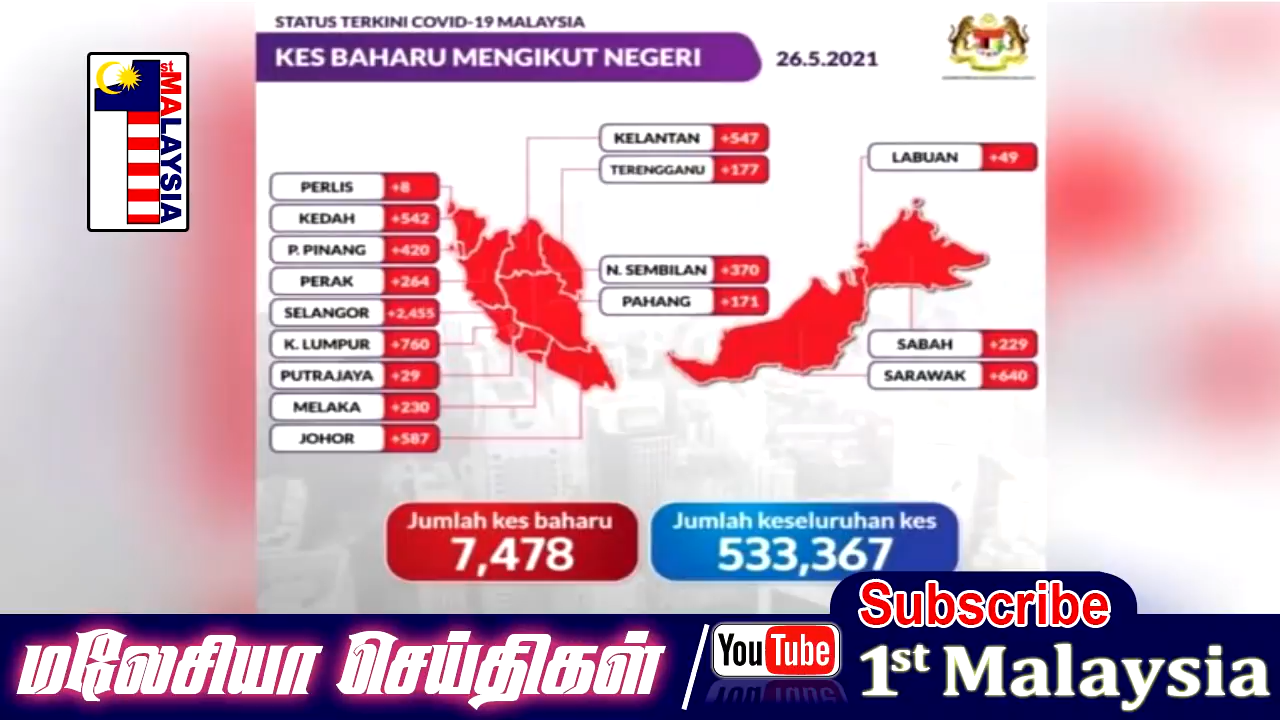 STATUS TERKINI COVID-19 MALAYSIA
KES BAHARU MENGIKUT NEGERI
26.5.2021
1st MALAYSIA
KELANTAN +547
TERENGGANU +177
LABUAN +49
PERLIS +8
KEDAH +542
P. PINANG +420
PERAK +264
SELANGOR +2,455
K. LUMPUR +760
PUTRAJAYA +29
MELAKA +230
JOHOR +587
N. SEMBILAN +370
PAHANG +171
SABAH +229
SARAWAK +640
Jumlah kes baharu
7,478
Jumlah keseluruhan kes
533,367
Subscribe
மலேசியா செய்திகள் / YouTube 1st Malaysia